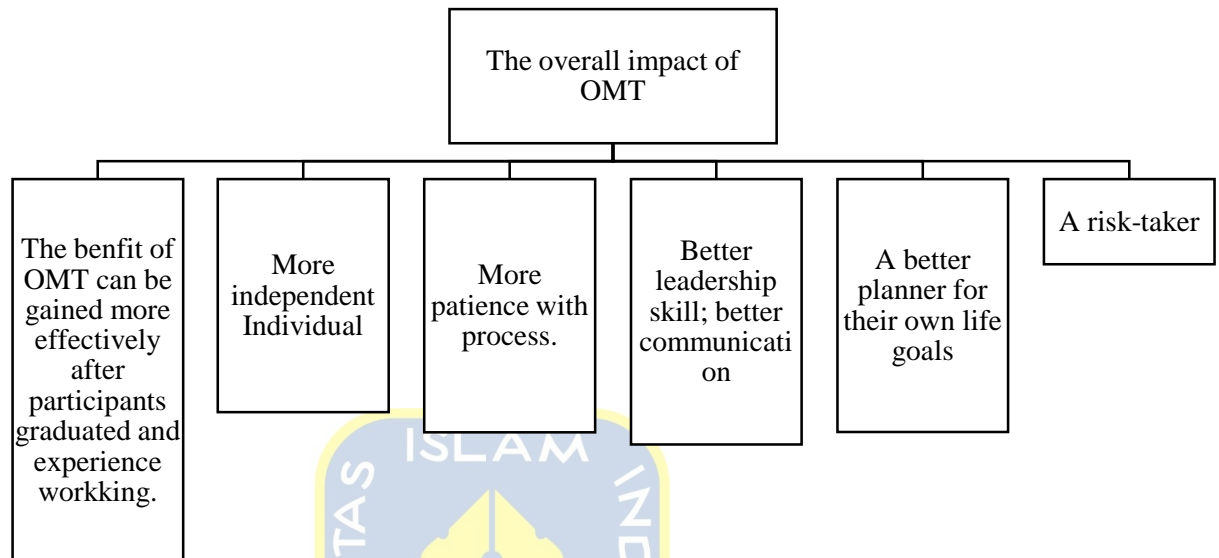 The overall impact of
OMT
The benfit of
OMT can be
gained more
effectively
after
participants
graduated and
experience
workking.
More
independent
Individual
More
patience with
process.
Better
leadership
skill; better
communicati
on
A better
planner for
their own life
goals
A risk-taker
TAS ISLAM IND